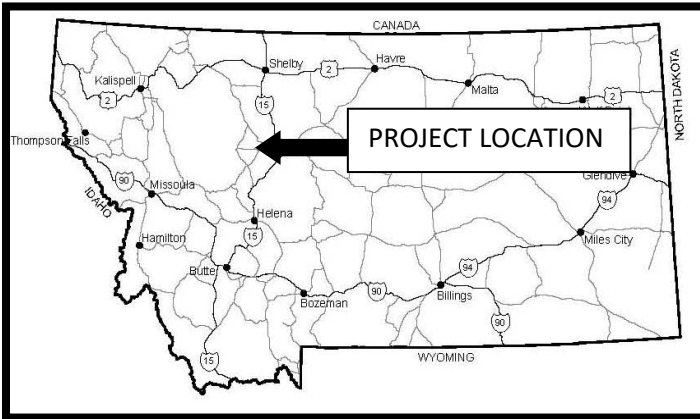 CANADA
Shelby
Havre
2
Kalispell
Malta
2
2
15
NORTH DAKOTA
PROJECT LOCATION
Thompson Falls
Glendive
90
Missoula
94
IDAHO
Helena
Hamilton
15
Miles City
Butte
94
Billings
Bozeman
90
90
WYOMING
15